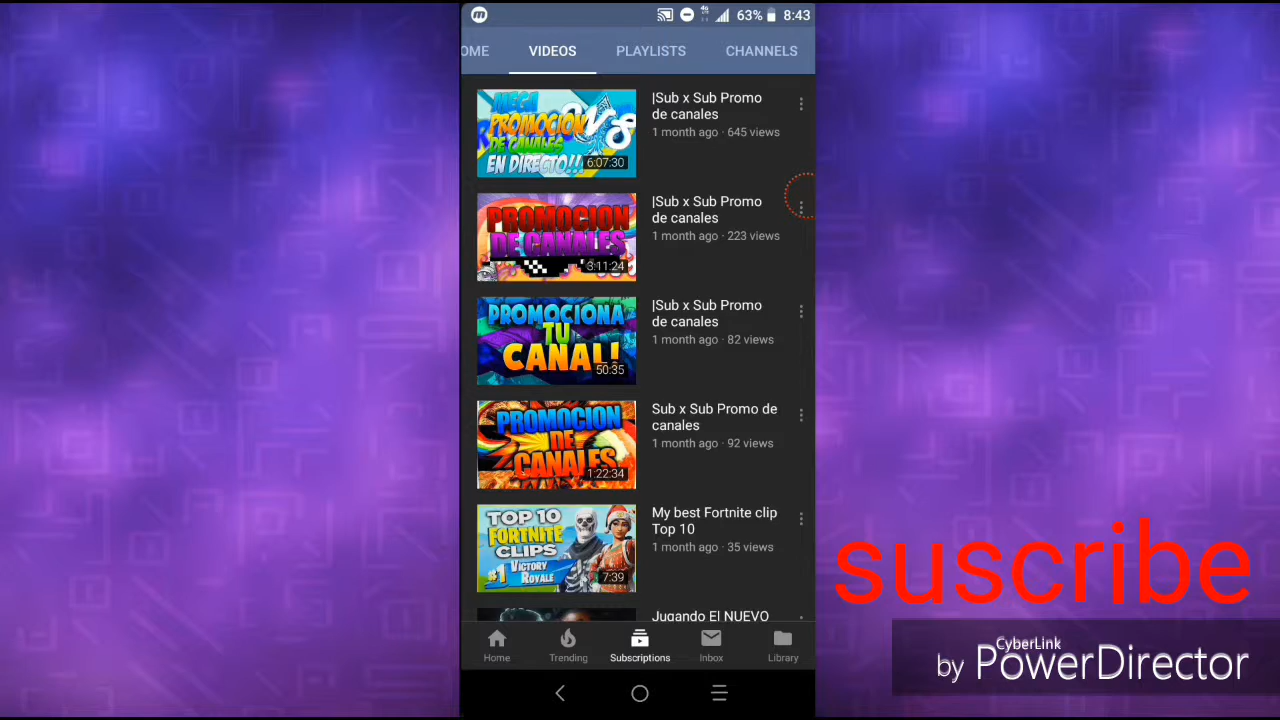 63% 8:43
OME VIDEOS PLAYLISTS CHANNELS
MEGA
PROMOCION
DE CANALES
EN DIRECTO!!
6:07:30
|Sub x Sub Promo
de canales
1 month ago · 645 views
PROMOCION
DE CANALES
3:11:24
|Sub x Sub Promo
de canales
1 month ago · 223 views
PROMOCIONA
TU
CANAL!
50:35
|Sub x Sub Promo
de canales
1 month ago · 82 views
PROMOCION
DE
CANALES
1:22:34
Sub x Sub Promo de
canales
1 month ago · 92 views
TOP 10
FORTNITE
CLIPS
#1 VICTORY
ROYALE
7:39
My best Fortnite clip
Top 10
1 month ago · 35 views
Jugando El NUEVO
Home Trending Subscriptions Inbox Library
suscribe
CyberLink
by PowerDirector